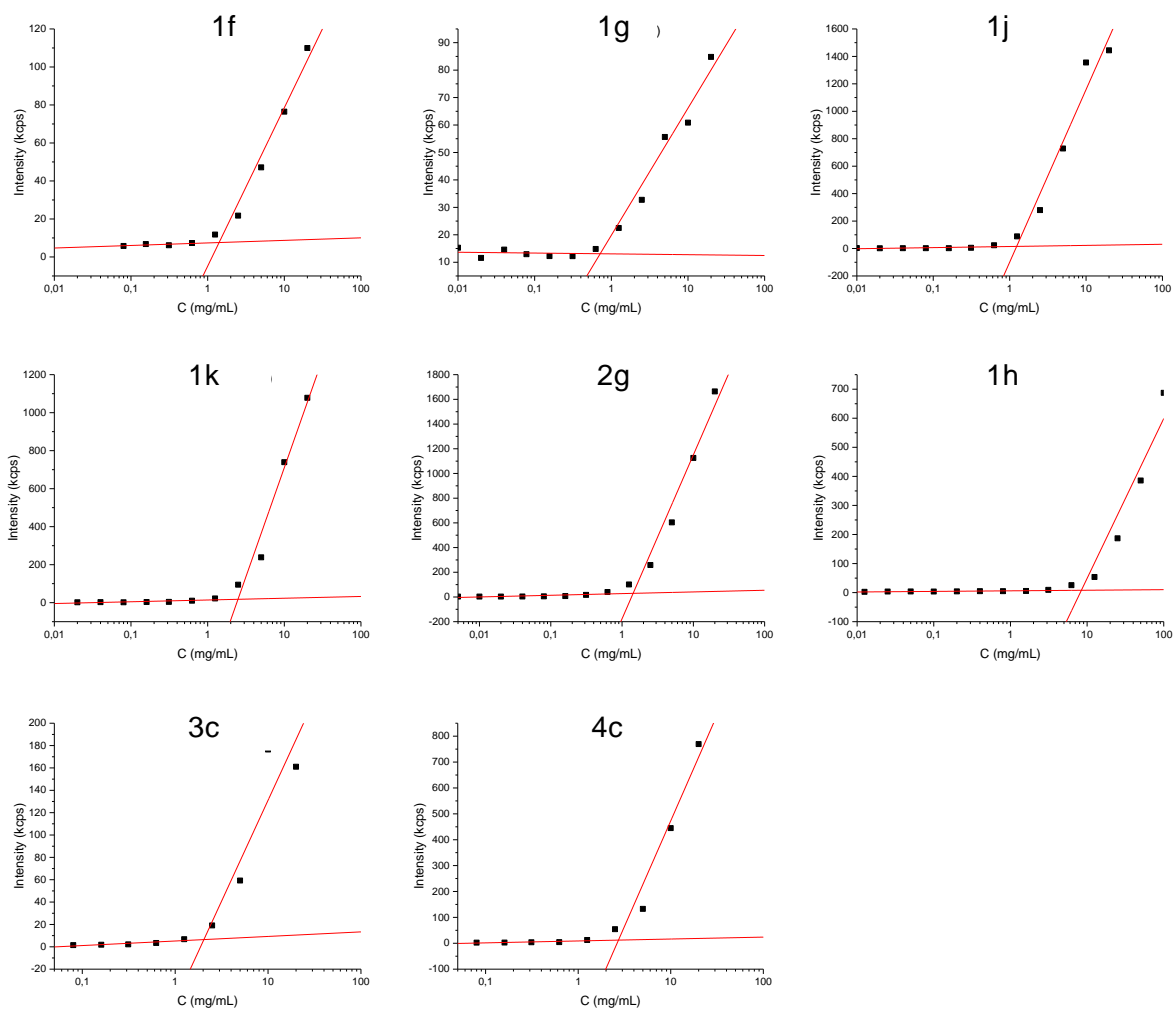 1f
120
100
80
60
40
20
0
Intensity (kcps)
0,01 0,1 1 10 100
C (mg/mL)
1g )
90
80
70
60
50
40
30
20
10
Intensity (kcps)
0,01 0,1 1 10 100
C (mg/mL)
1j
1600
1400
1200
1000
800
600
400
200
0
-200
Intensity (kcps)
0,01 0,1 1 10 100
C (mg/mL)
1k
1200
1000
800
600
400
200
0
-100
Intensity (kcps)
0,01 0,1 1 10 100
C (mg/mL)
2g
1800
1600
1400
1200
1000
800
600
400
200
0
-200
Intensity (kcps)
0,01 0,1 1 10 100
C (mg/mL)
1h
700
600
500
400
300
200
100
0
-100
Intensity (kcps)
0,01 0,1 1 10 100
C (mg/mL)
3c
200
180
160
140
120
100
80
60
40
20
0
-20
Intensity (kcps)
0,1 1 10 100
C (mg/mL)
4c
800
700
600
500
400
300
200
100
0
-100
Intensity (kcps)
0,1 1 10 100
C (mg/mL)